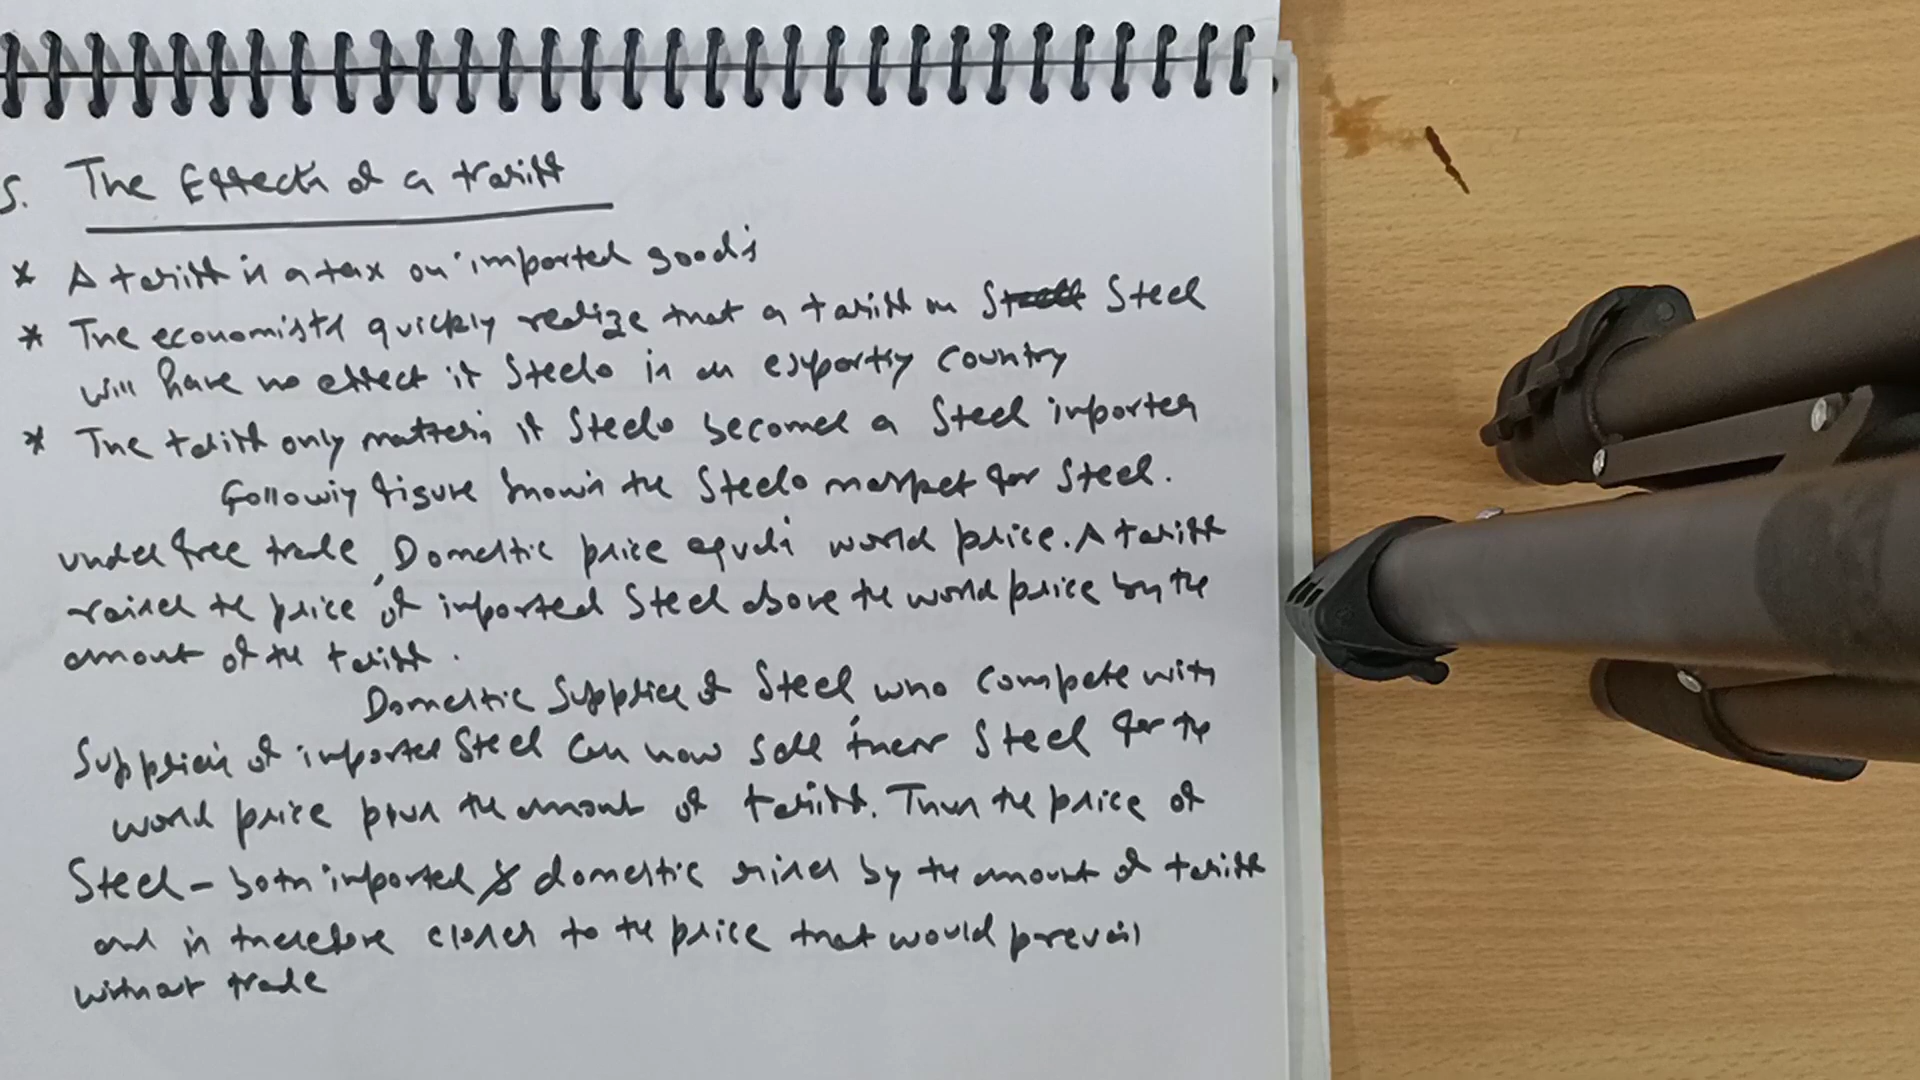 5. The Effects of a tariff
* A tariff is a tax on imported goods
* The economists quickly realize that a tariff on Steel
will have no effect if Steelo is an exporting country
* The tariff only matters if Steelo becomes a Steel importer
Following figure shows the Steelo market for Steel.
under free trade, Domestic price equals world price. A tariff
raises the price of imported Steel above the world price by the
amount of the tariff.
Domestic Supplies of Steel, who compete with
Suppliers of imported Steel can now sell their Steel for the
world price plus the amount of tariff. Thus the price of
Steel - both imported & domestic rises by the amount of tariff
and is therefore closer to the price that would prevail
without trade